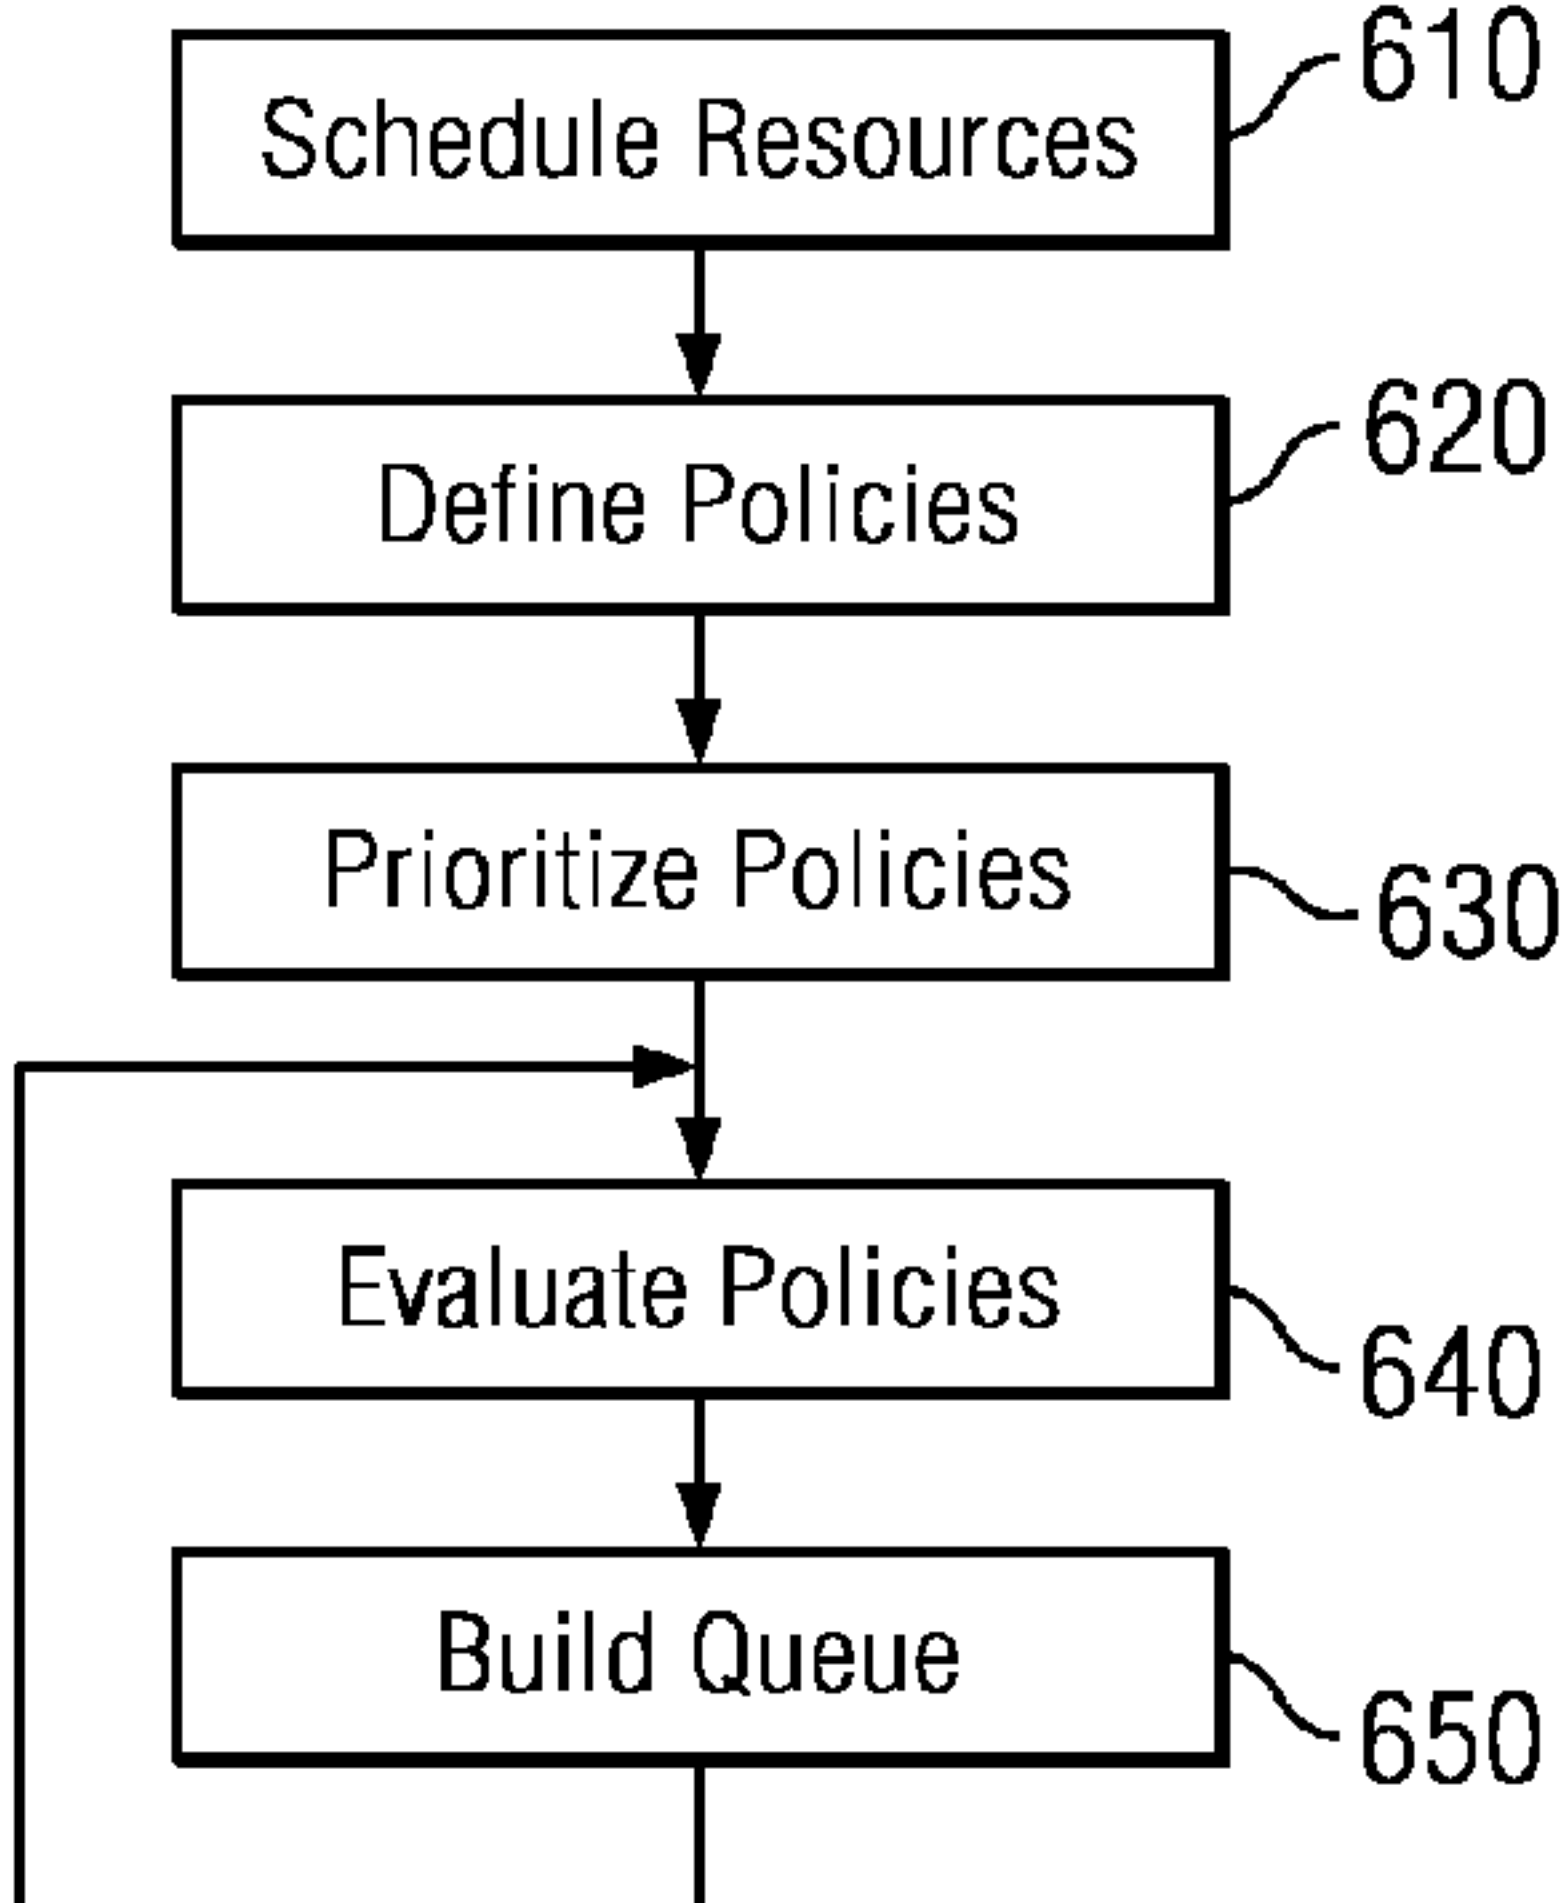 610
Schedule Resources
620
Define Policies
630
Prioritize Policies
640
Evaluate Policies
650
Build Queue